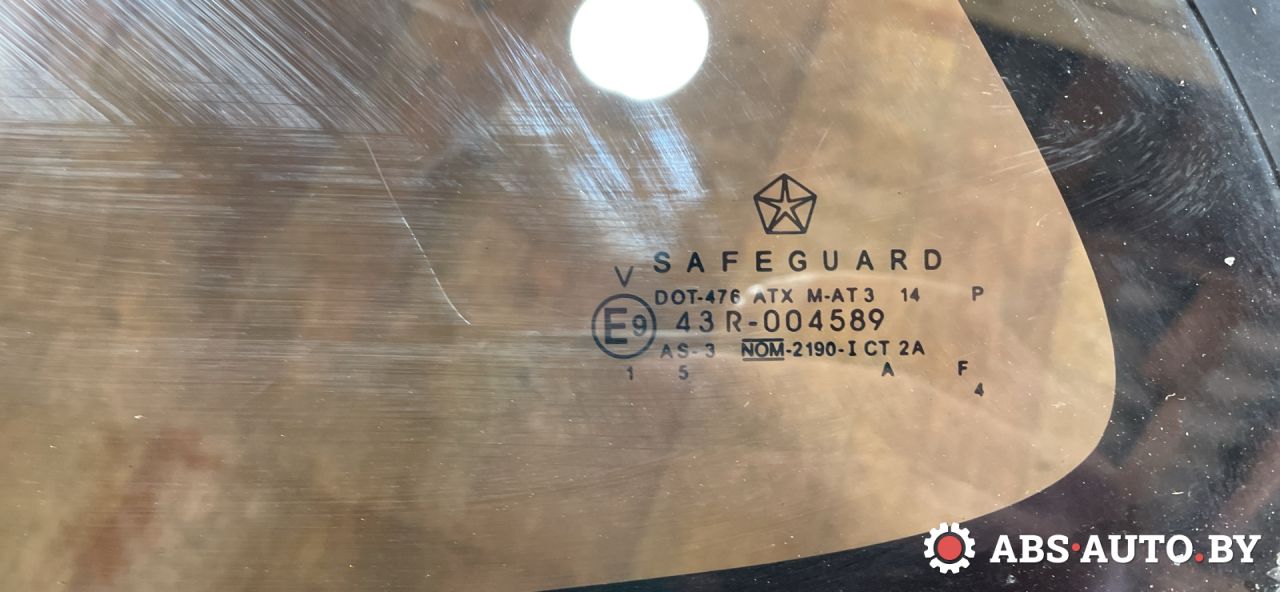 SAFEGUARD
V
DOT-476 ATX M-AT3 14 P
E9 43R-004589
AS-3 NOM-2190-I CT 2A
1 5 A F
4
ABS·AUTO.BY